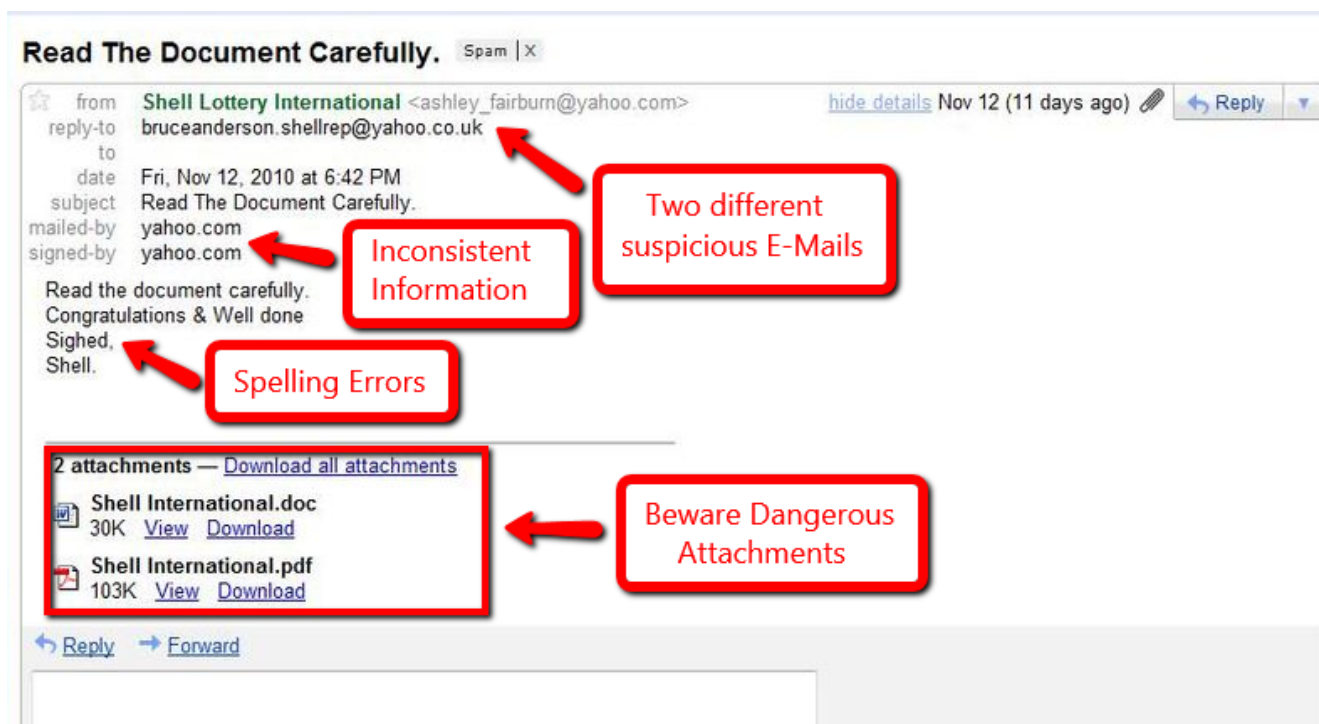 Read The Document Carefully. Spam | X
from Shell Lottery International <ashley_fairburn@yahoo.com> hide details Nov 12 (11 days ago) Reply
reply-to bruceanderson.shellrep@yahoo.co.uk
to
date Fri, Nov 12, 2010 at 6:42 PM
subject Read The Document Carefully.
mailed-by yahoo.com
signed-by yahoo.com
Two different
suspicious E-Mails
Inconsistent
Information
Read the document carefully.
Congratulations & Well done
Sighed,
Shell.
Spelling Errors
2 attachments — Download all attachments
Shell International.doc
30K View Download
Shell International.pdf
103K View Download
Beware Dangerous
Attachments
Reply Forward